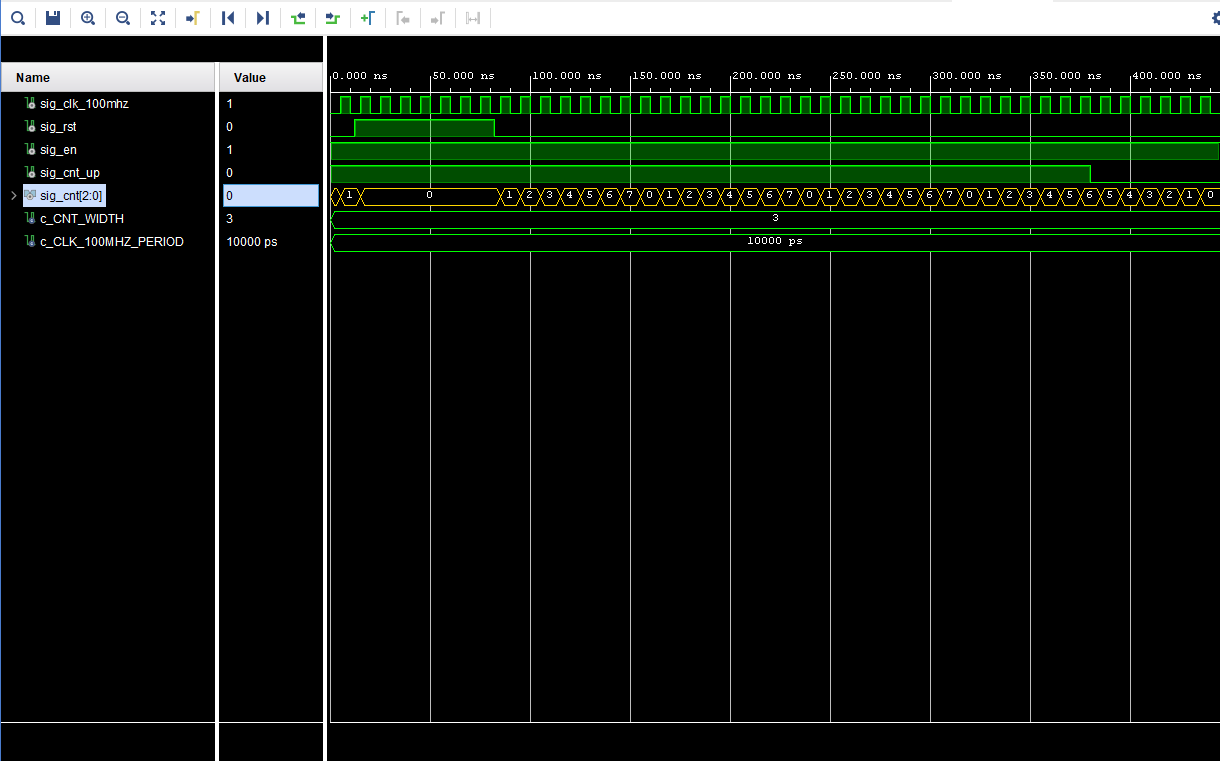 Name Value
0.000 ns 50.000 ns 100.000 ns 150.000 ns 200.000 ns 250.000 ns 300.000 ns 350.000 ns 400.000 ns
sig_clk_100mhz 1
sig_rst 0
sig_en 1
sig_cnt_up 0
sig_cnt[2:0] 0 1 0 1 2 3 4 5 6 7 0 1 2 3 4 5 6 7 0 1 2 3 4 5 6 7 0 1 2 3 4 5 6 5 4 3 2 1 0
c_CNT_WIDTH 3 3
c_CLK_100MHZ_PERIOD 10000 ps 10000 ps